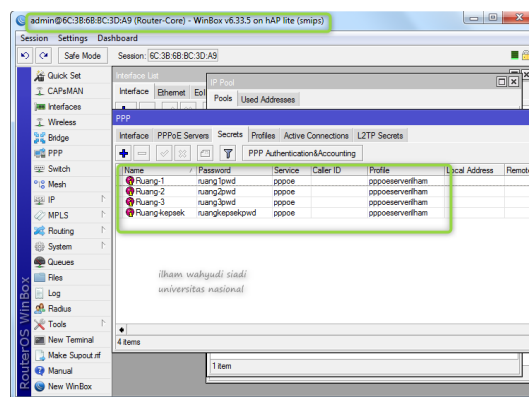 admin@6C:3B:6B:BC:3D:A9 (Router-Core) - WinBox v6.33.5 on hAP lite (smips)
Session Settings Dashboard
Safe Mode Session: 6C:3B:6B:BC:3D:A9
Quick Set
CAPsMAN
Interfaces
Wireless
Bridge
PPP
Switch
Mesh
IP
MPLS
Routing
System
Queues
Files
Log
Radius
Tools
New Terminal
Make Supout.rif
Manual
New WinBox
RouterOS WinBox
Interface List
Interface Ethernet EoI
IP Pool
Pools Used Addresses
PPP
Interface PPPoE Servers Secrets Profiles Active Connections L2TP Secrets
PPP Authentication&Accounting
Name Password Service Caller ID Profile Local Address Remote
Ruang-1 ruang1pwd pppoe pppoeserverilham
Ruang-2 ruang2pwd pppoe pppoeserverilham
Ruang-3 ruang3pwd pppoe pppoeserverilham
Ruang-kepsek ruangkepsekpwd pppoe pppoeserverilham
ilham wahyudi siadi
universitas nasional
4 items
1 item